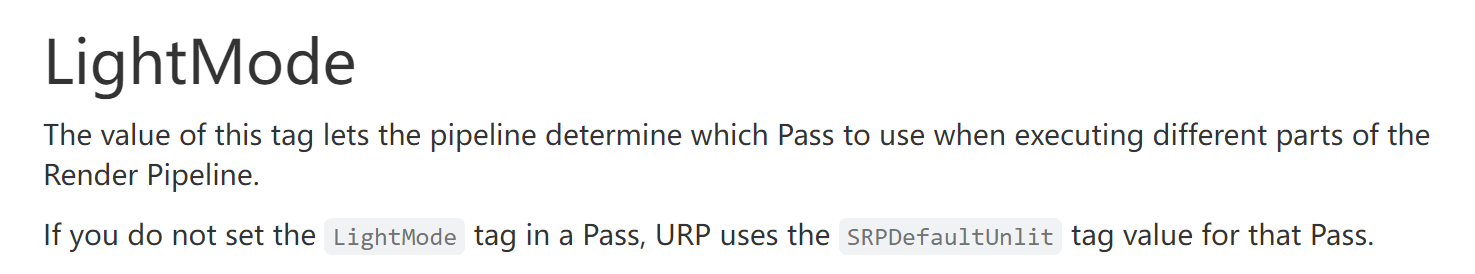 LightMode
The value of this tag lets the pipeline determine which Pass to use when executing different parts of the
Render Pipeline.
If you do not set the LightMode tag in a Pass, URP uses the SRPDefaultUnlit tag value for that Pass.